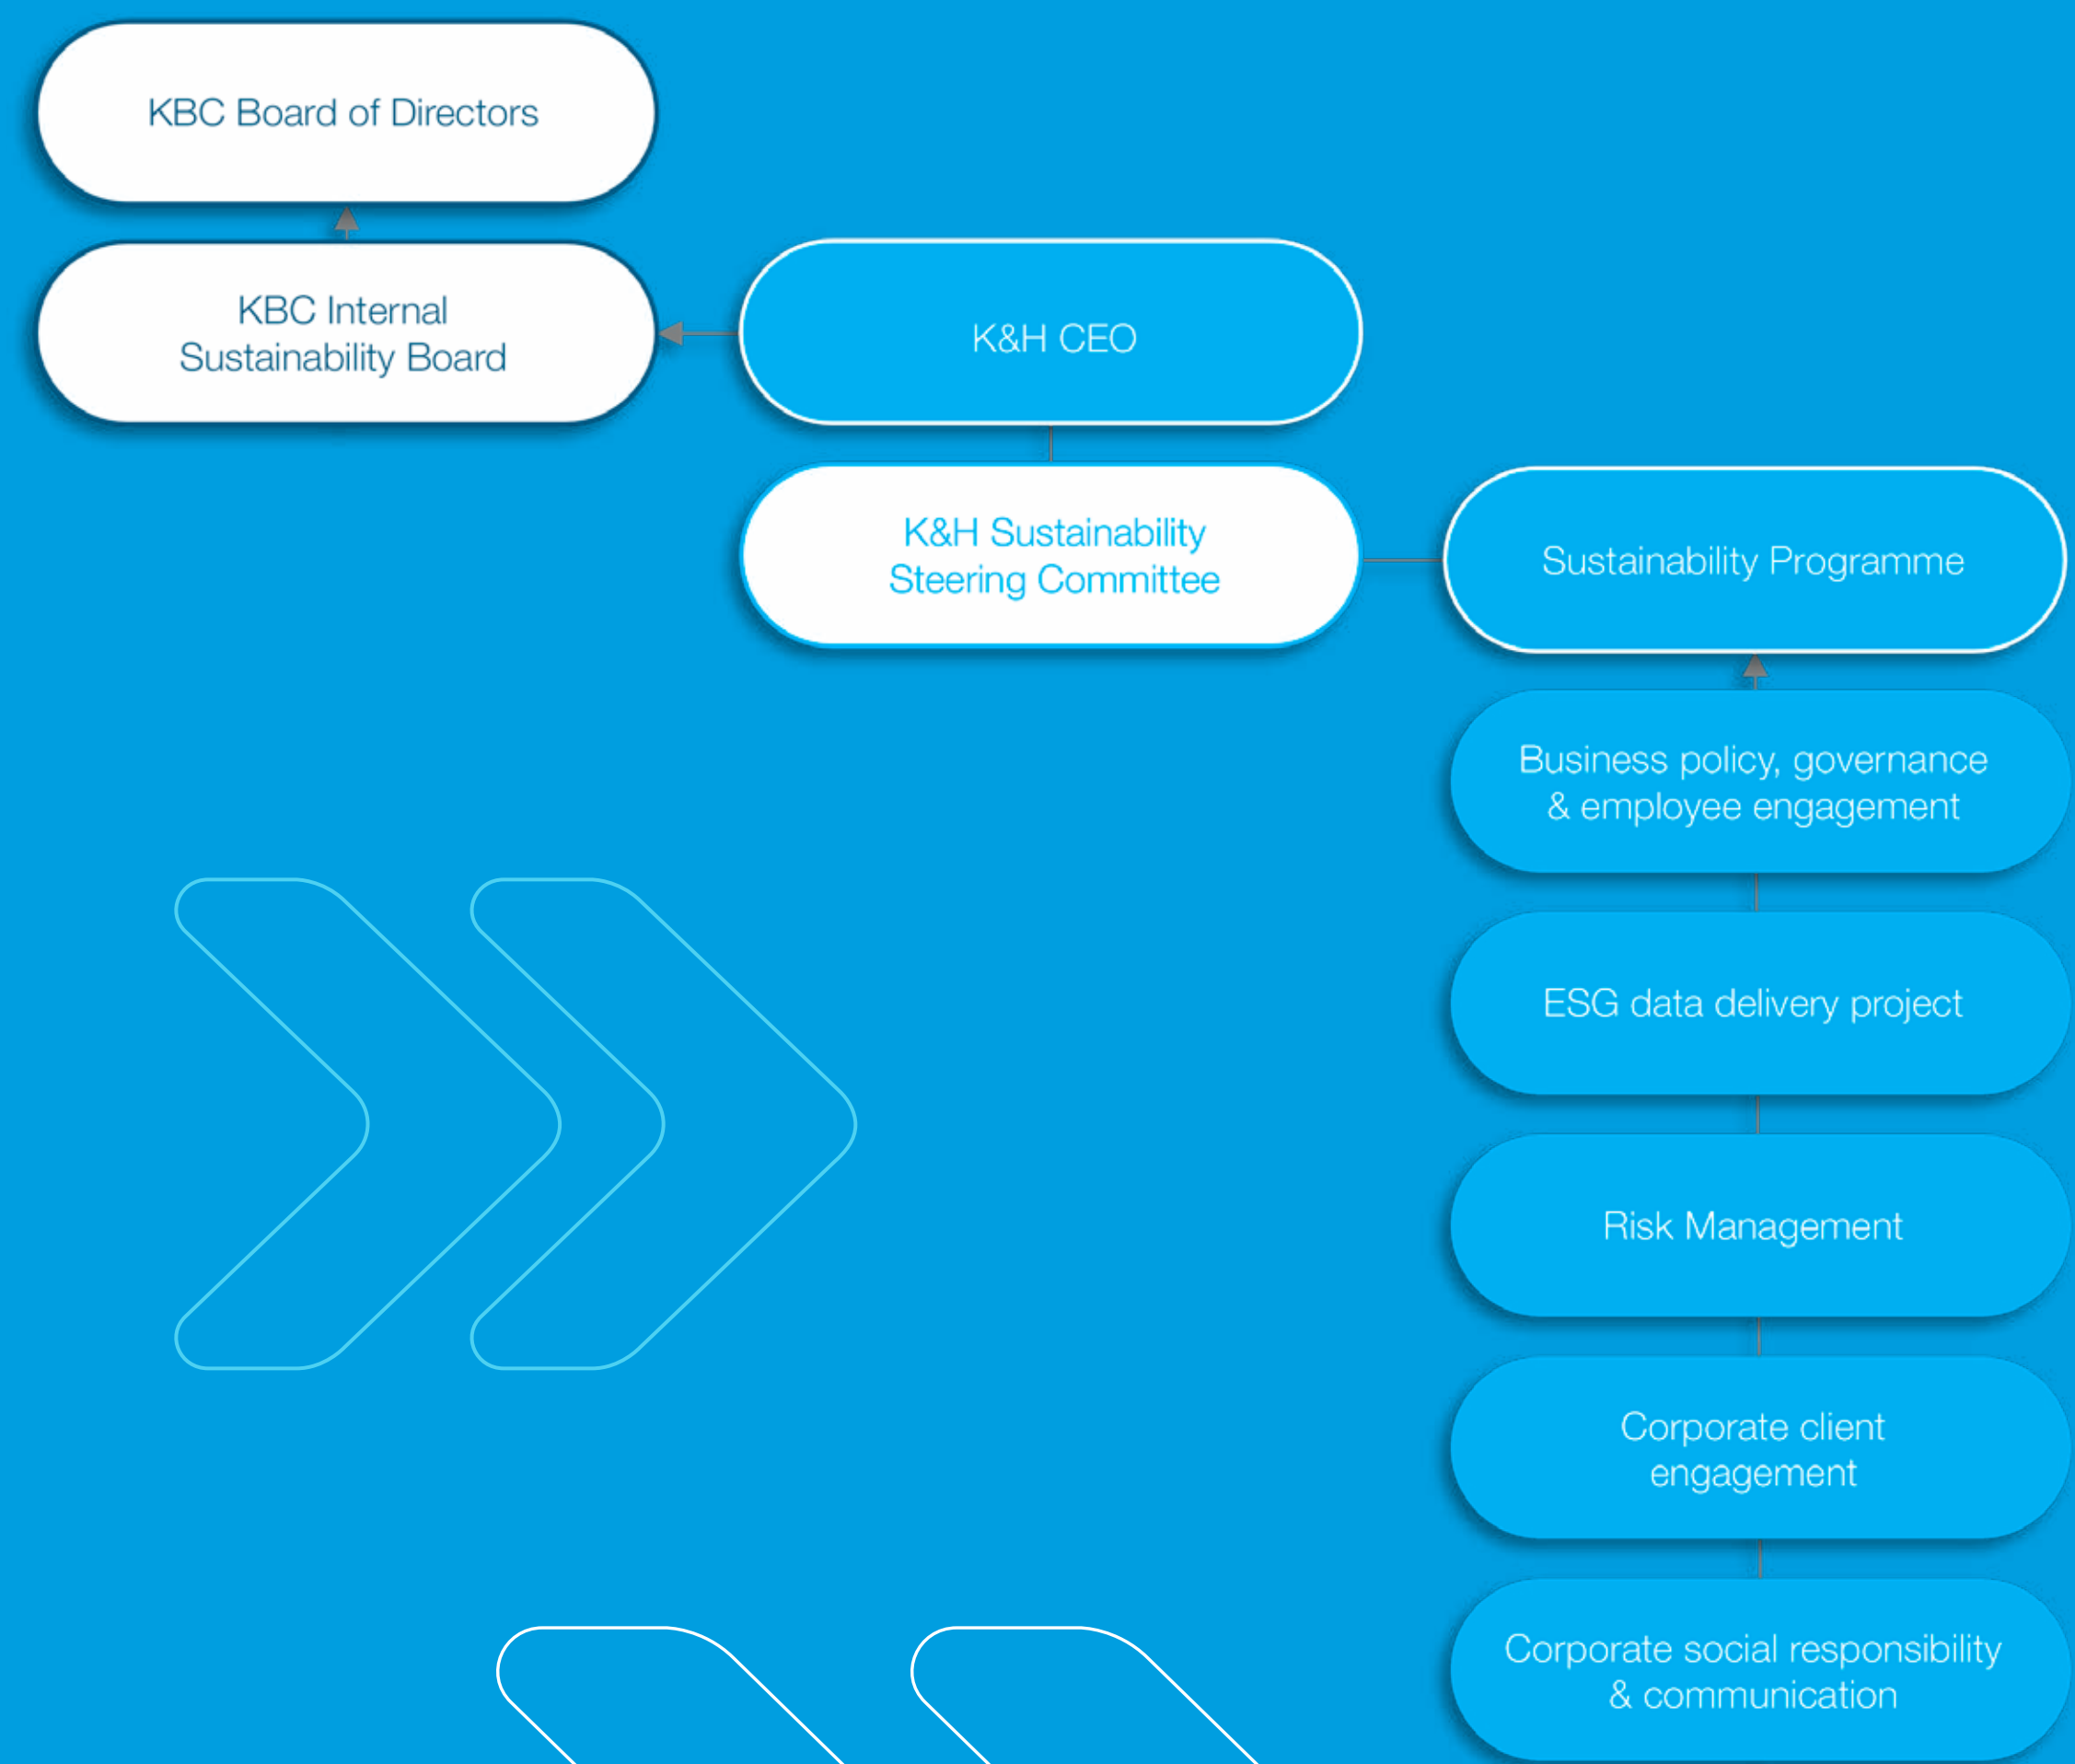 KBC Board of Directors
KBC Internal
Sustainability Board
K&H CEO
K&H Sustainability
Steering Committee
Sustainability Programme
Business policy, governance
& employee engagement
ESG data delivery project
Risk Management
Corporate client
engagement
Corporate social responsibility
& communication